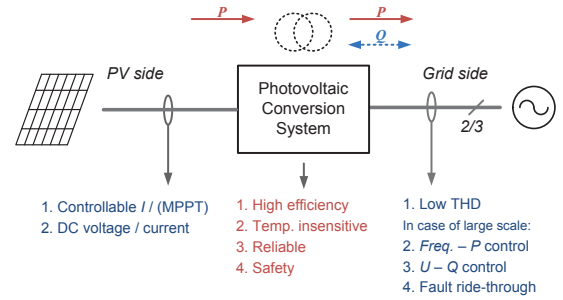 P
P
Q
PV side
Grid side
Photovoltaic
Conversion
System
2/3
1. Controllable I / (MPPT)
2. DC voltage / current
1. High efficiency
2. Temp. insensitive
3. Reliable
4. Safety
1. Low THD
In case of large scale:
2. Freq. – P control
3. U – Q control
4. Fault ride-through